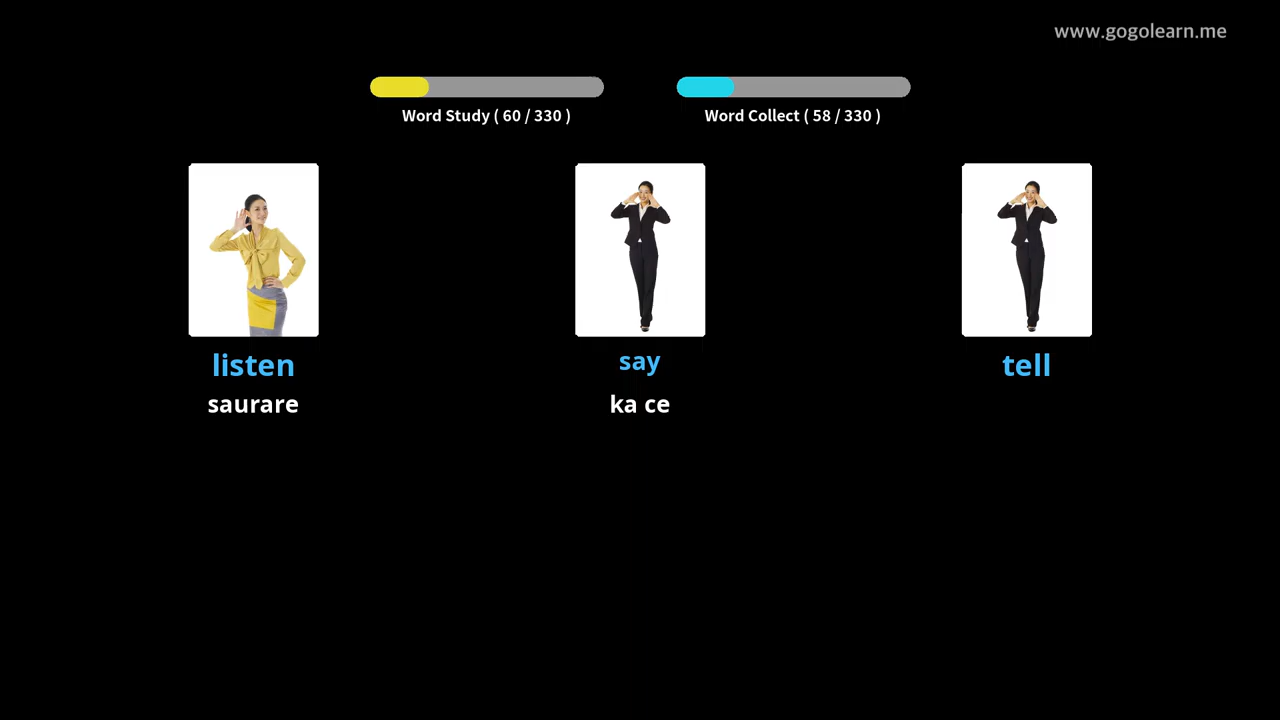 www.gogolearn.me
Word Study ( 60 / 330 )
Word Collect ( 58 / 330 )
listen
say
tell
saurare
ka ce